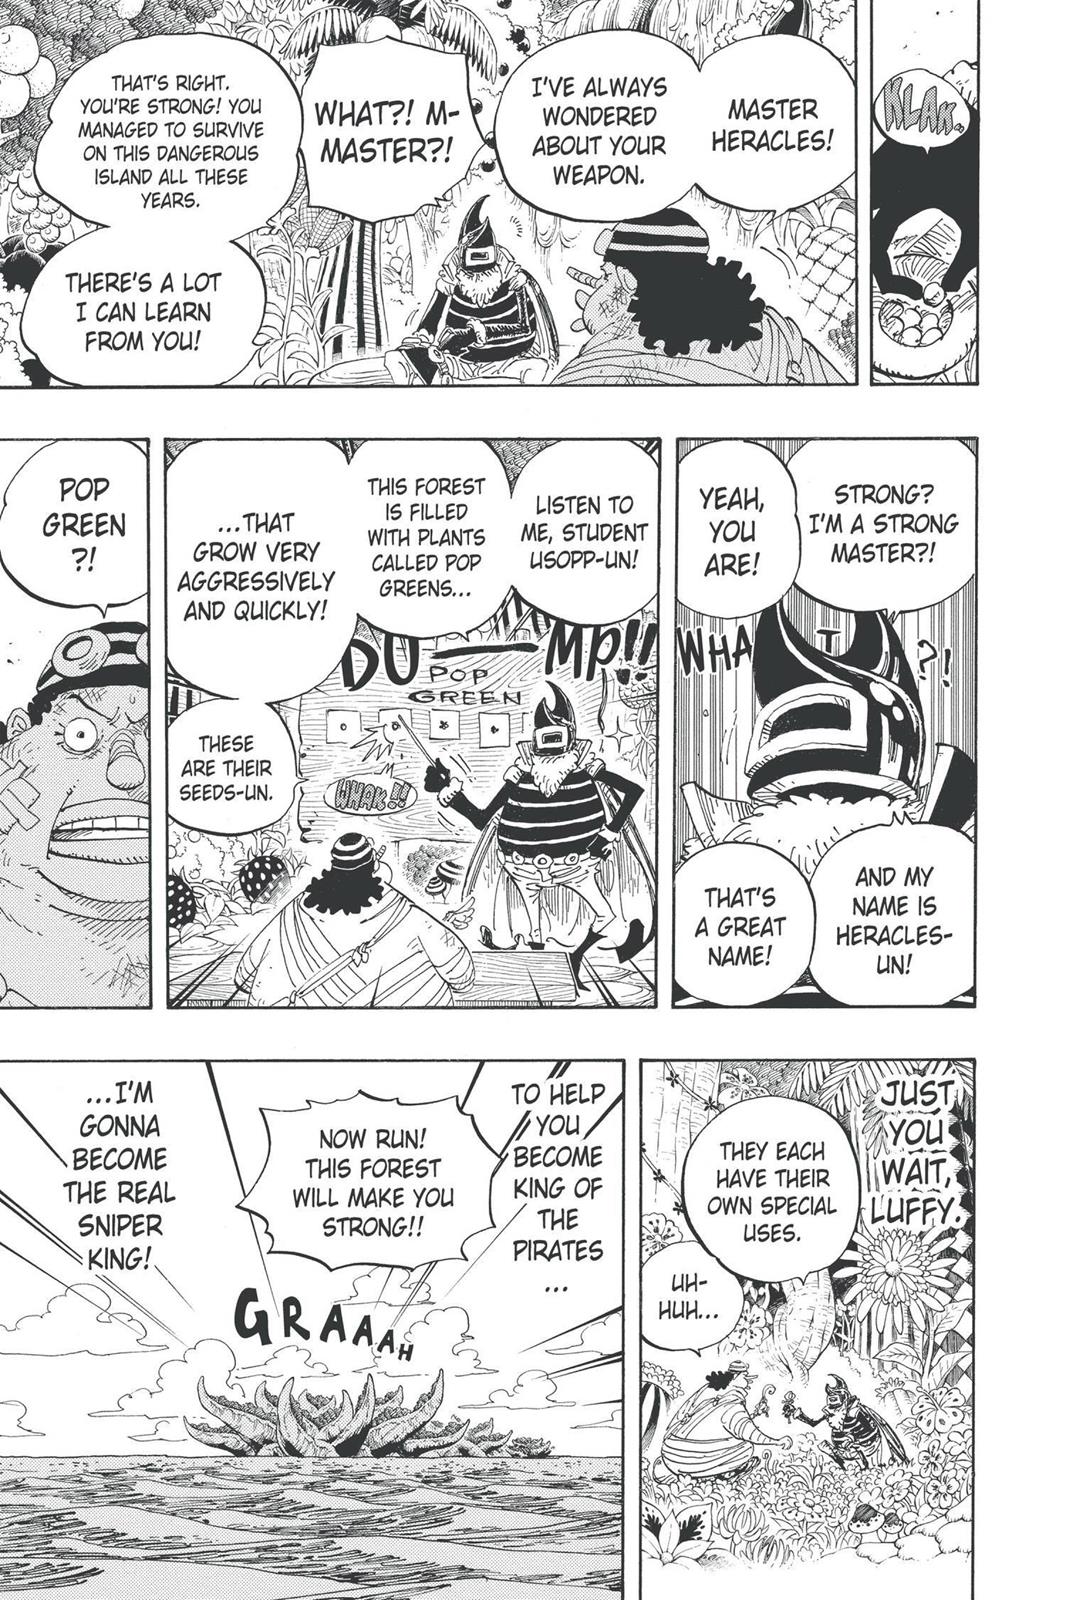 KLAK..
MASTER
HERACLES!
I'VE ALWAYS
WONDERED
ABOUT YOUR
WEAPON.
WHAT?! M-
MASTER?!
THAT'S RIGHT.
YOU'RE STRONG! YOU
MANAGED TO SURVIVE
ON THIS DANGEROUS
ISLAND ALL THESE
YEARS.
THERE'S A LOT
I CAN LEARN
FROM YOU!
STRONG?
I'M A STRONG
MASTER?!
YEAH,
YOU
ARE!
WHAT?!
AND MY
NAME IS
HERACLES-
UN!
THAT'S
A GREAT
NAME!
LISTEN TO
ME, STUDENT
USOPP-UN!
THIS FOREST
IS FILLED
WITH PLANTS
CALLED POP
GREENS...
...THAT
GROW VERY
AGGRESSIVELY
AND QUICKLY!
DUMP!!
POP
GREEN
WHAK!!
THESE
ARE THEIR
SEEDS-UN.
POP
GREEN
?!
JUST
YOU
WAIT,
LUFFY.
THEY EACH
HAVE THEIR
OWN SPECIAL
USES.
UH-
HUH...
TO HELP
YOU
BECOME
KING OF
THE
PIRATES
...
NOW RUN!
THIS FOREST
WILL MAKE YOU
STRONG!!
...I'M
GONNA
BECOME
THE REAL
SNIPER
KING!
GRAAAH